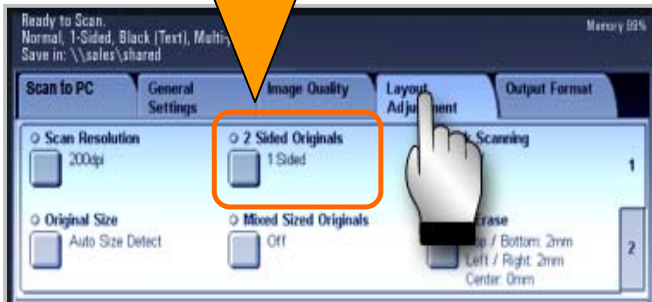 Ready to Scan.
Normal, 1-Sided, Black (Text), Multi-
Memory 99%
Save in: \\sales\shared
Scan to PC
General Settings
Image Quality
Layout Adjustment
Output Format
Scan Resolution
200dpi
2 Sided Originals
1 Sided
Scanning
1
Original Size
Auto Size Detect
Mixed Sized Originals
Off
/ Bottom: 2mm
Left / Right: 2mm
Center: 0mm
2